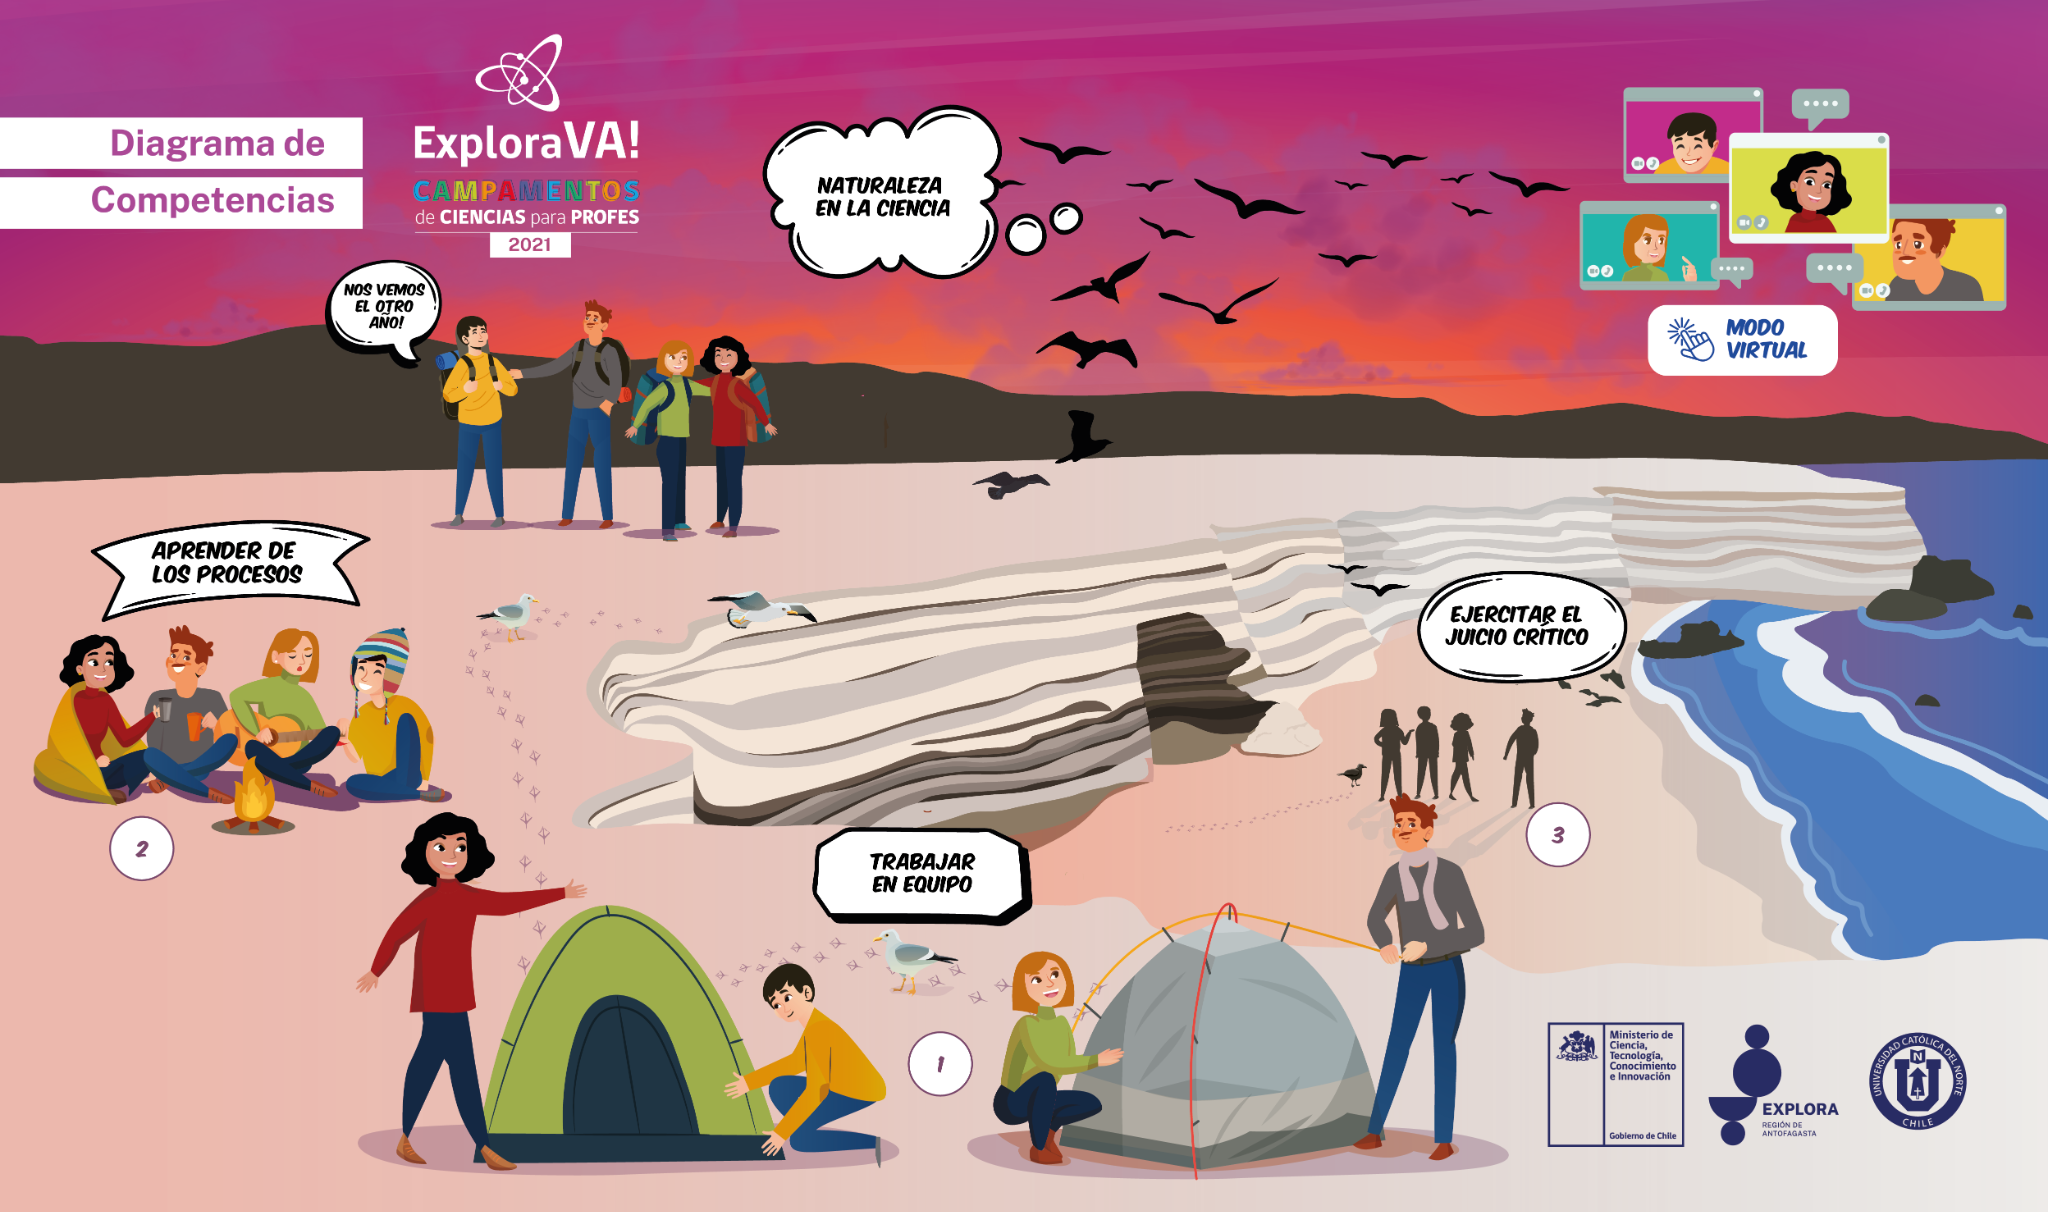 Diagrama de
Competencias
ExploraVA!
CAMPAMENTOS
de CIENCIAS para PROFES
2021
NATURALEZA
EN LA CIENCIA
NOS VEMOS
EL OTRO
AÑO!
MODO
VIRTUAL
APRENDER DE
LOS PROCESOS
EJERCITAR EL
JUICIO CRÍTICO
2
3
TRABAJAR
EN EQUIPO
1
Ministerio de
Ciencia,
Tecnología,
Conocimiento
e Innovación
Gobierno de Chile
EXPLORA
REGIÓN DE
ANTOFAGASTA
UNIVERSIDAD CATÓLICA DEL NORTE
N
CHILE